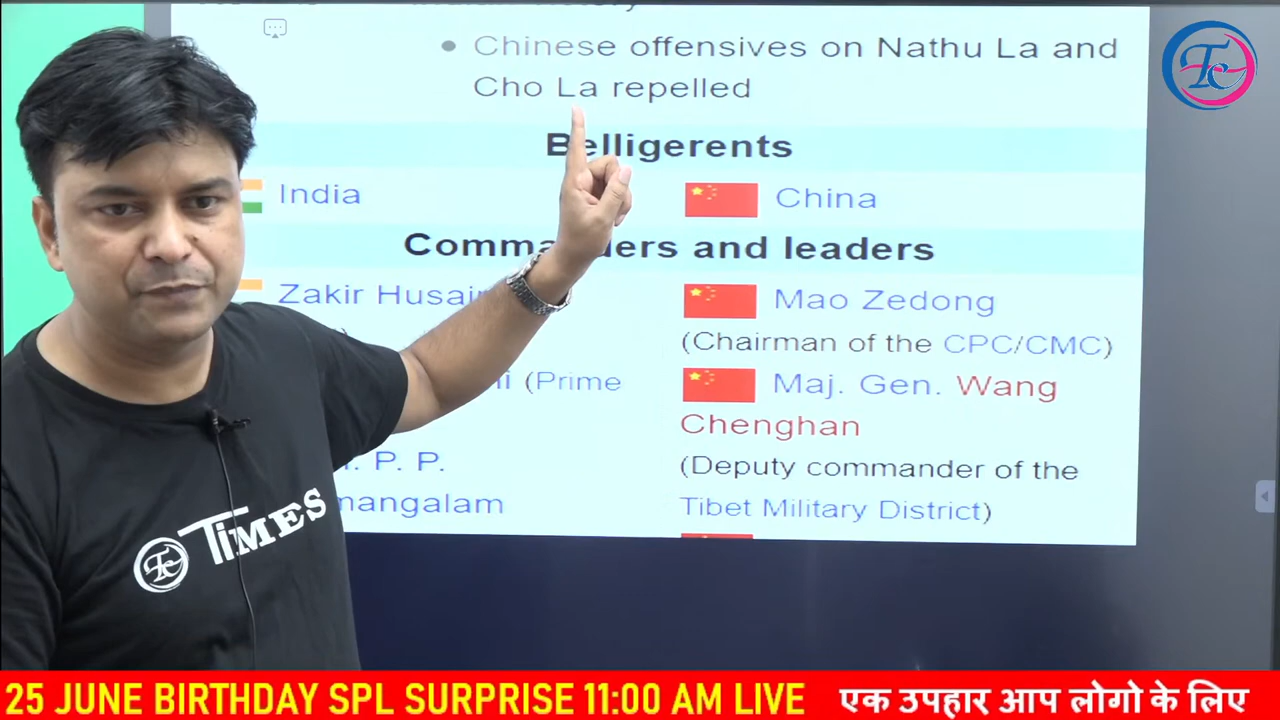 Chinese offensives on Nathu La and
Cho La repelled
Belligerents
India
China
Commanders and leaders
Zakir Husain
Mao Zedong
(Chairman of the CPC/CMC)
(Prime
Maj. Gen. Wang
Chenghan
P. P.
(Deputy commander of the
mangalam
Tibet Military District)
TIMES
Tc
Tc
25 JUNE BIRTHDAY SPL SURPRISE 11:00 AM LIVE एक उपहार आप लोगो के लिए